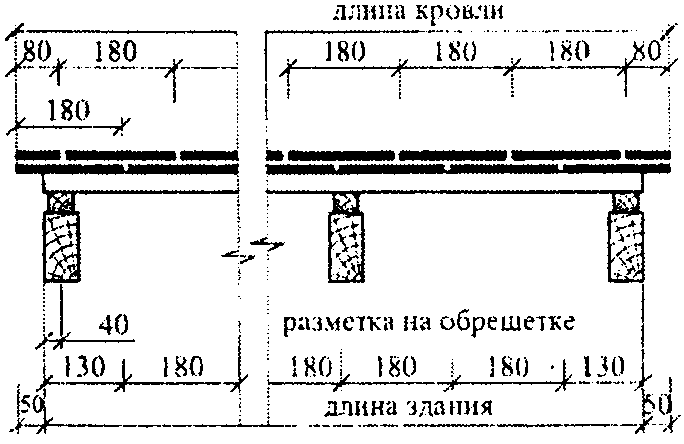 длина кровли
80 180 180 180 180 80
180
40 разметка на обрешетке
130 180 180 180 180 130
50 длина здания 50